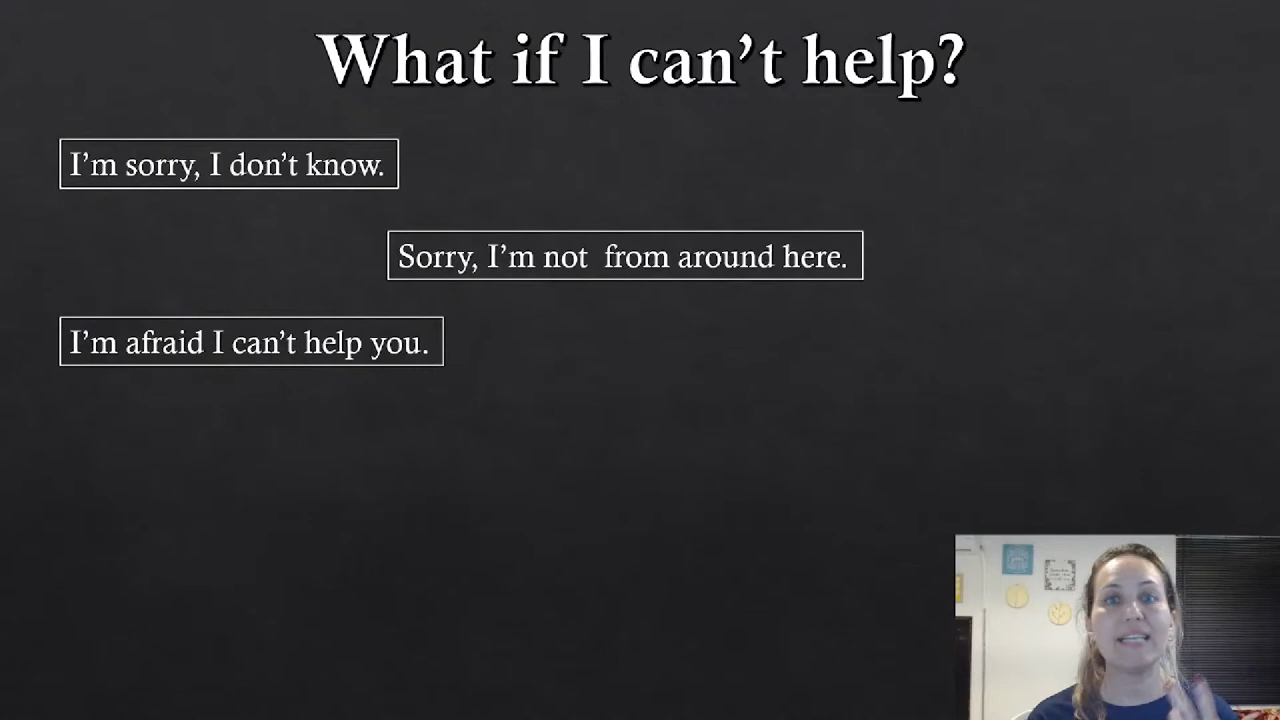 What if I can't help?
I'm sorry, I don't know.
Sorry, I'm not  from around here.
I'm afraid I can't help you.